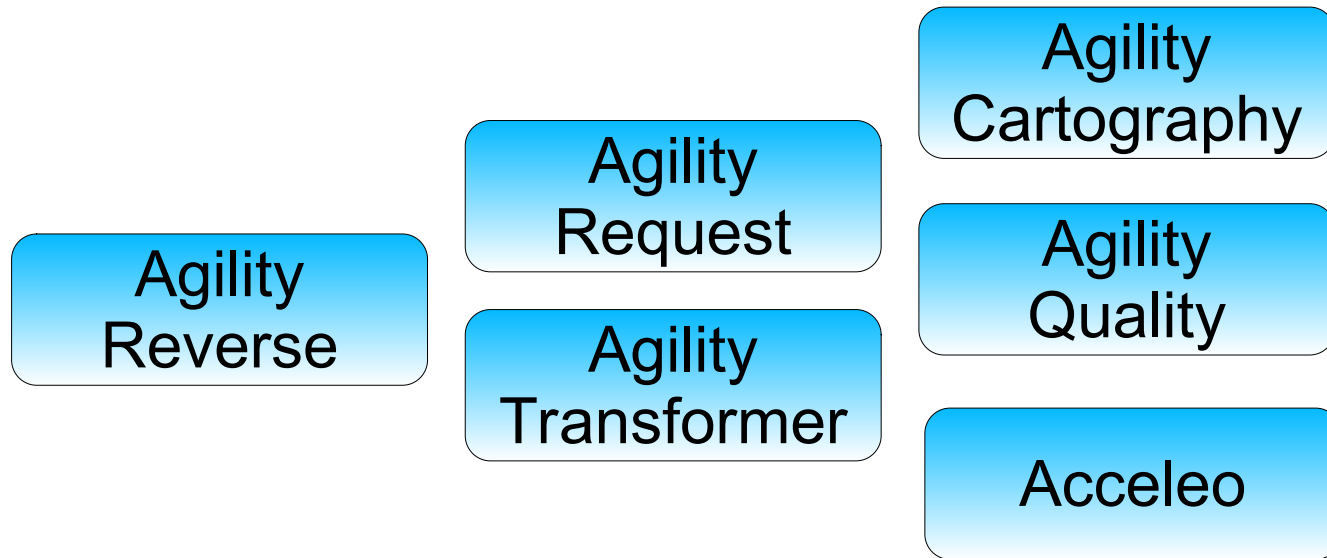 Agility
Reverse
Agility
Request
Agility
Transformer
Agility
Cartography
Agility
Quality
Acceleo